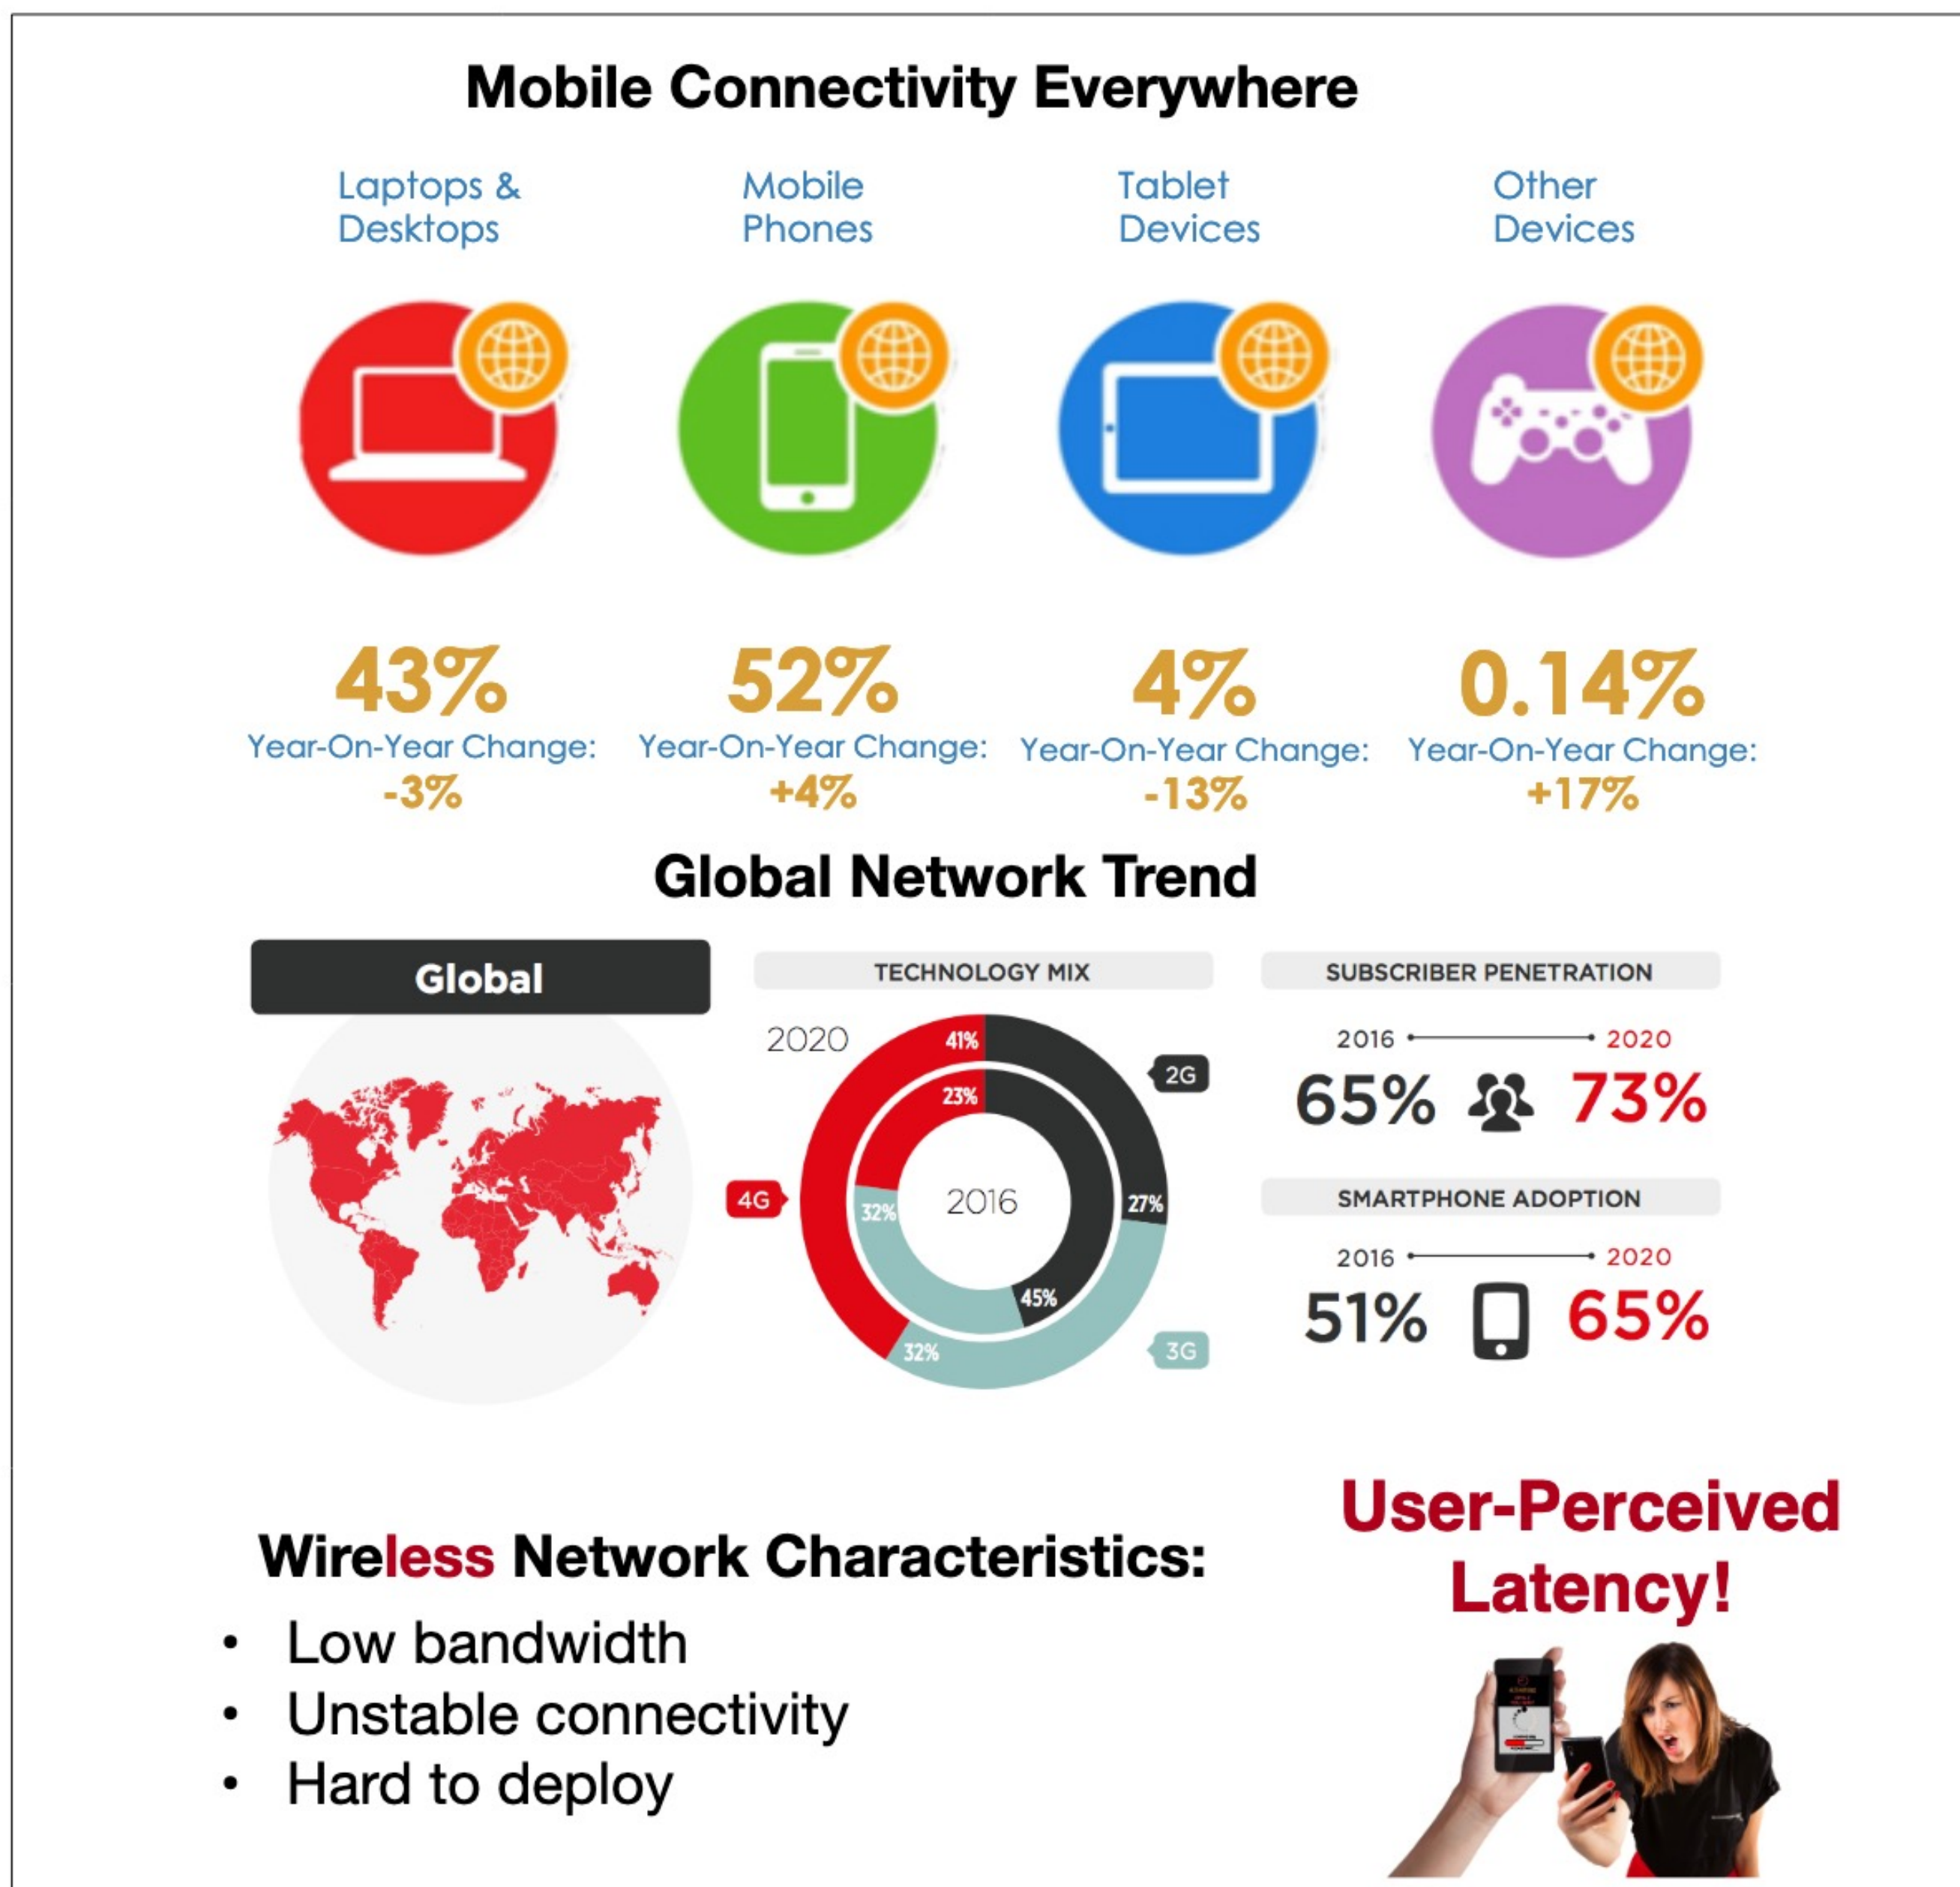 Mobile Connectivity Everywhere
Laptops &
Desktops
Mobile
Phones
Tablet
Devices
Other
Devices
43%
Year-On-Year Change:
-3%
52%
Year-On-Year Change:
+4%
4%
Year-On-Year Change:
-13%
0.14%
Year-On-Year Change:
+17%
Global Network Trend
Global
TECHNOLOGY MIX
2020
41%
23%
2G
4G
32%
2016
27%
45%
32%
3G
SUBSCRIBER PENETRATION
2016 2020
65% 73%
SMARTPHONE ADOPTION
2016 2020
51% 65%
Wireless Network Characteristics:
• Low bandwidth
• Unstable connectivity
• Hard to deploy
User-Perceived
Latency!